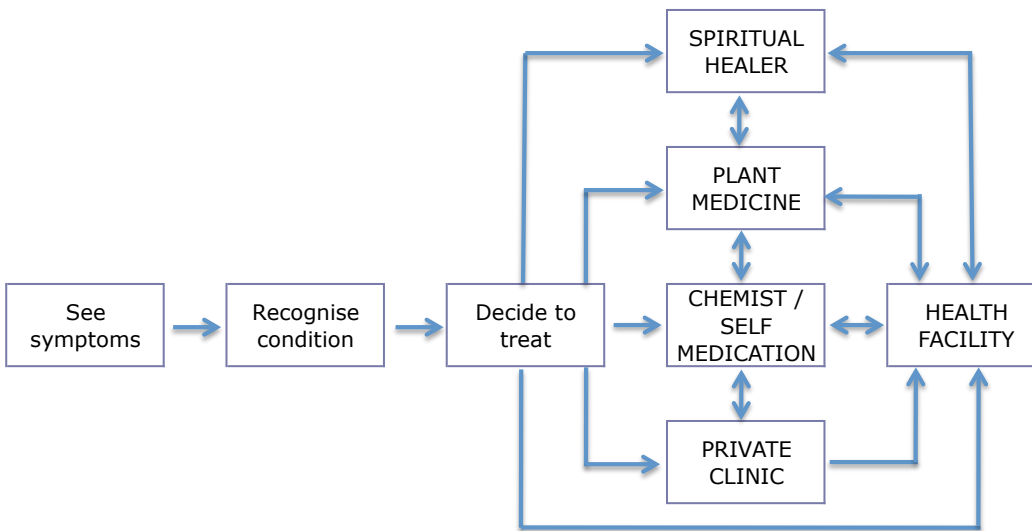 SPIRITUAL
HEALER
PLANT
MEDICINE
See
symptoms
Recognise
condition
Decide to
treat
CHEMIST /
SELF
MEDICATION
HEALTH
FACILITY
PRIVATE
CLINIC